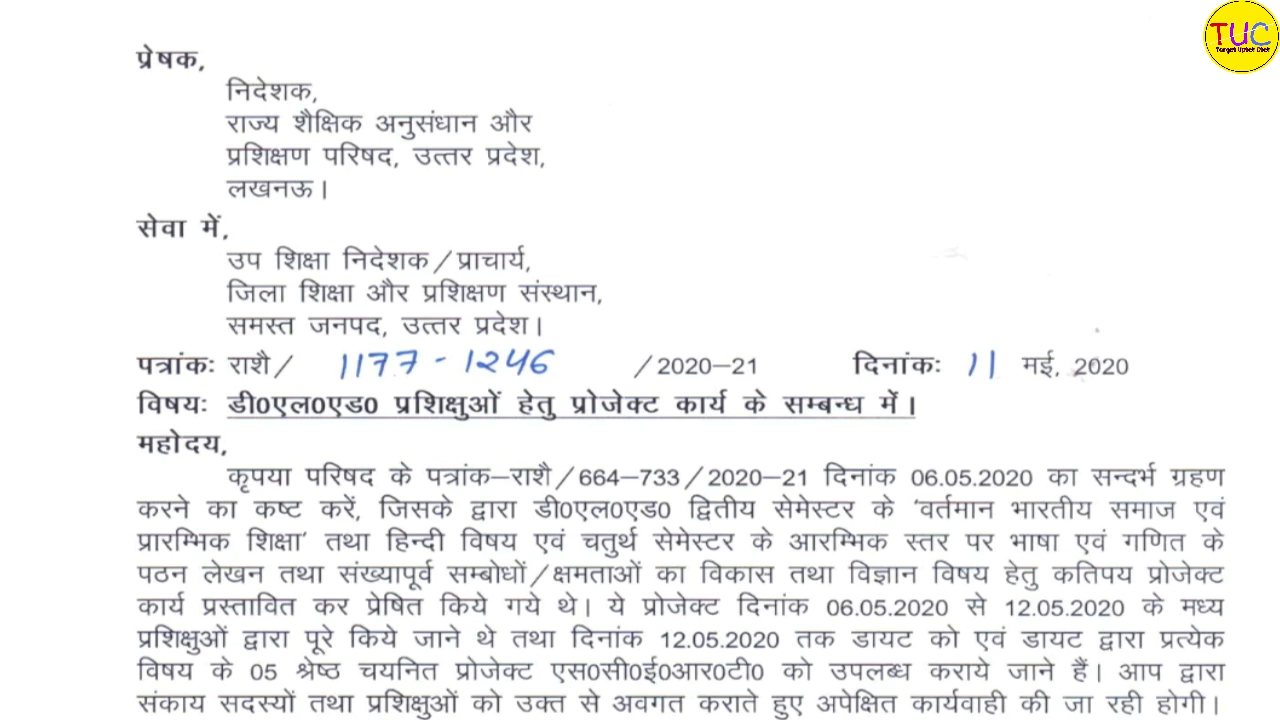 TUC
Target Uptet Ctet
प्रेषक,
निदेशक,
राज्य शैक्षिक अनुसंधान और
प्रशिक्षण परिषद, उत्तर प्रदेश,
लखनऊ।
सेवा में,
उप शिक्षा निदेशक/प्राचार्य,
जिला शिक्षा और प्रशिक्षण संस्थान,
समस्त जनपद, उत्तर प्रदेश।
पत्रांकः राशै/ 1177-1246 /2020–21 दिनांकः 11 मई, 2020
विषयः डी0एल0एड0 प्रशिक्षुओं हेतु प्रोजेक्ट कार्य के सम्बन्ध में।
महोदय,
कृपया परिषद के पत्रांक–राशै/664–733/2020–21 दिनांक 06.05.2020 का सन्दर्भ ग्रहण
करने का कष्ट करें, जिसके द्वारा डी0एल0एड0 द्वितीय सेमेस्टर के 'वर्तमान भारतीय समाज एवं
प्रारम्भिक शिक्षा' तथा हिन्दी विषय एवं चतुर्थ सेमेस्टर के आरम्भिक स्तर पर भाषा एवं गणित के
पठन लेखन तथा संख्यापूर्व सम्बोधों/क्षमताओं का विकास तथा विज्ञान विषय हेतु कतिपय प्रोजेक्ट
कार्य प्रस्तावित कर प्रेषित किये गये थे। ये प्रोजेक्ट दिनांक 06.05.2020 से 12.05.2020 के मध्य
प्रशिक्षुओं द्वारा पूरे किये जाने थे तथा दिनांक 12.05.2020 तक डायट को एवं डायट द्वारा प्रत्येक
विषय के 05 श्रेष्ठ चयनित प्रोजेक्ट एस0सी0ई0आर0टी0 को उपलब्ध कराये जाने हैं। आप द्वारा
संकाय सदस्यों तथा प्रशिक्षुओं को उक्त से अवगत कराते हुए अपेक्षित कार्यवाही की जा रही होगी।